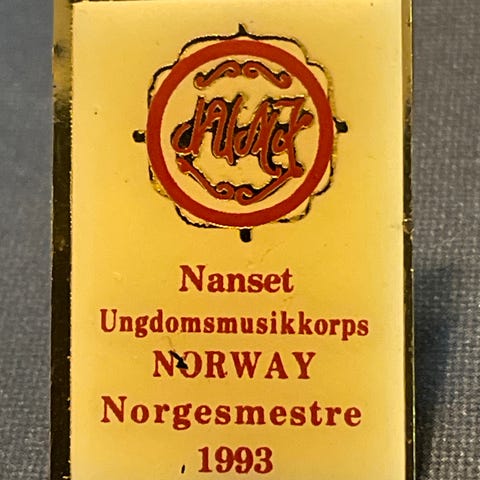 Nanset
Ungdomsmusikkorps
NORWAY
Norgesmestre
1993